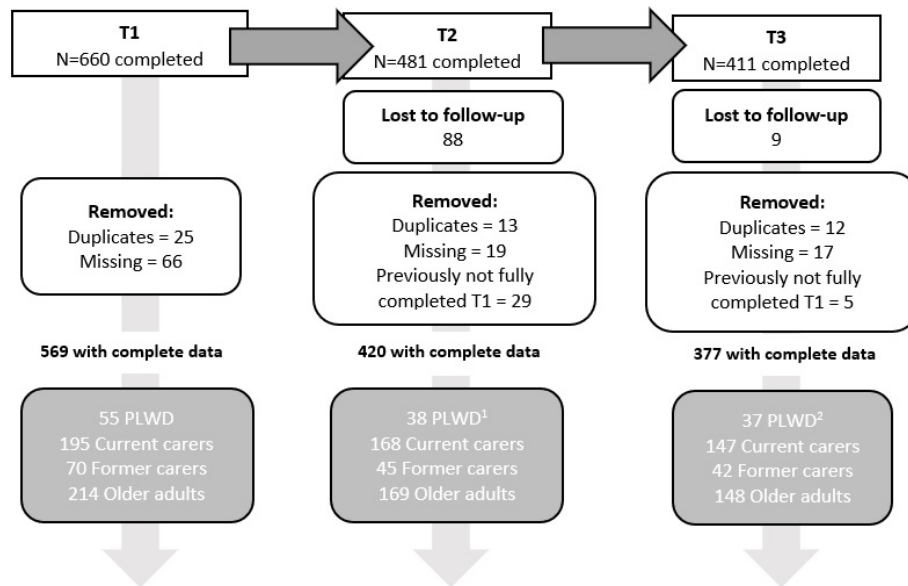 T1
N=660 completed
T2
N=481 completed
T3
N=411 completed
Lost to follow-up
88
Lost to follow-up
9
Removed:
Duplicates = 25
Missing = 66
Removed:
Duplicates = 13
Missing = 19
Previously not fully
completed T1 = 29
Removed:
Duplicates = 12
Missing = 17
Previously not fully
completed T1 = 5
569 with complete data
420 with complete data
377 with complete data
55 PLWD
195 Current carers
70 Former carers
214 Older adults
38 PLWD¹
168 Current carers
45 Former carers
169 Older adults
37 PLWD²
147 Current carers
42 Former carers
148 Older adults